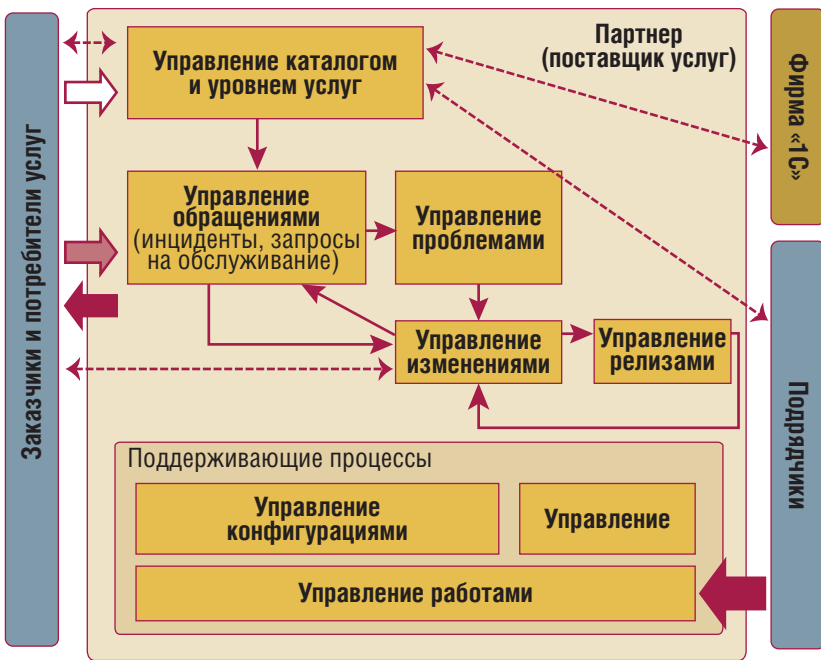 Заказчики и потребители услуг
Управление каталогом
и уровнем услуг
Партнер
(поставщик услуг)
Фирма «1С»
Управление
обращениями
(инциденты, запросы
на обслуживание)
Управление
проблемами
Управление
изменениями
Управление
релизами
Подрядчики
Поддерживающие процессы
Управление
конфигурациями
Управление
Управление работами